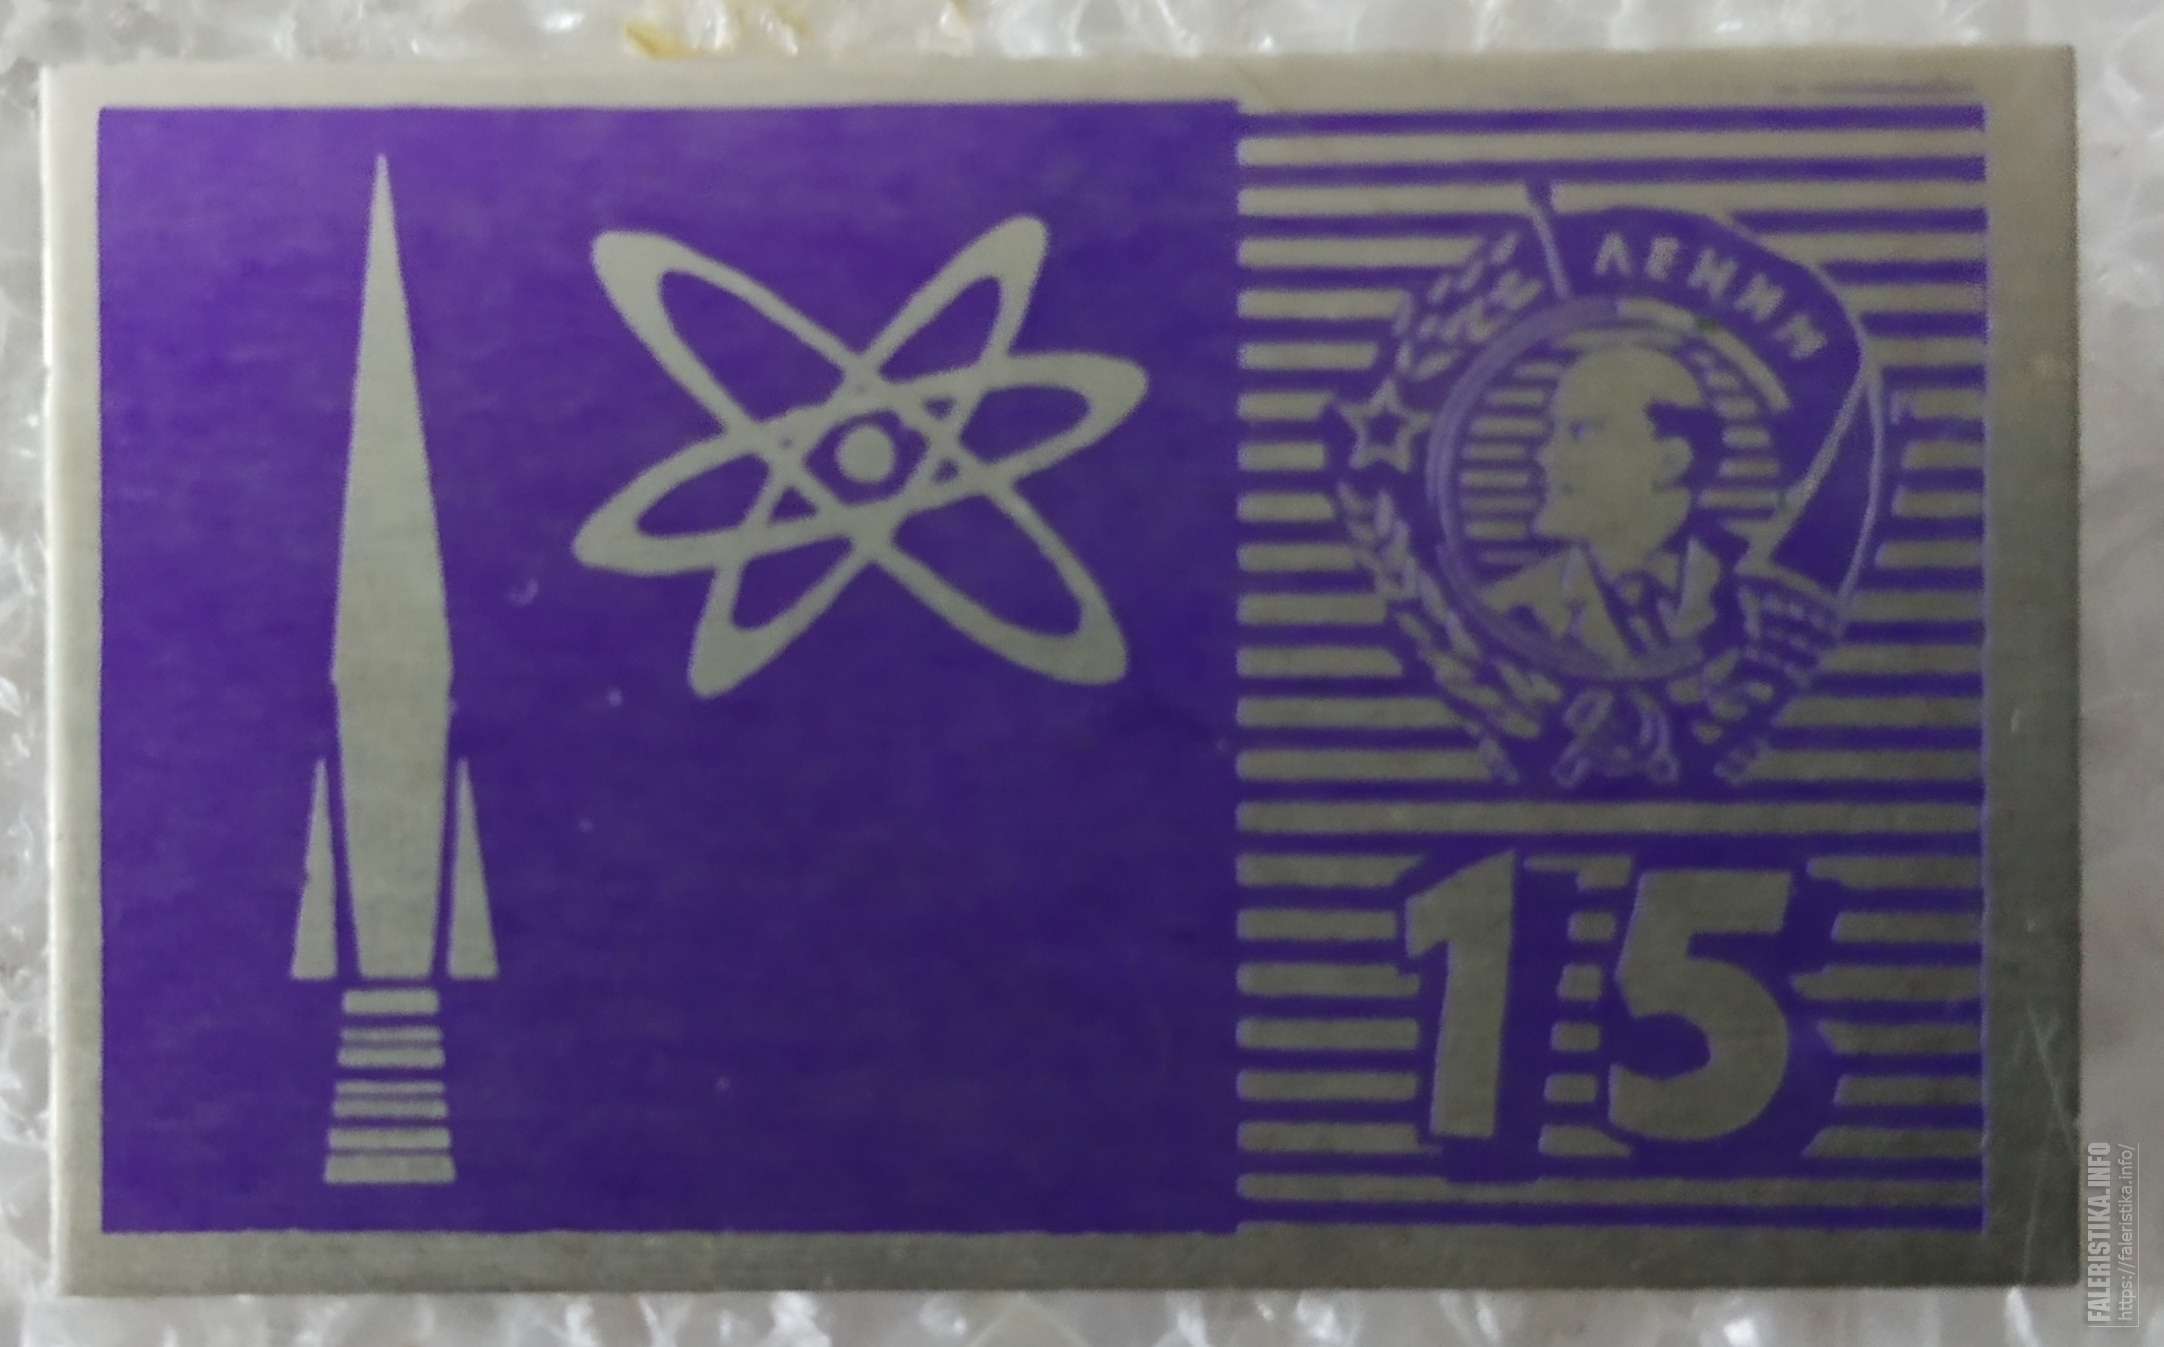 ЛЕНИН
15
FALERISTIKA.INFO
https://faleristika.info/